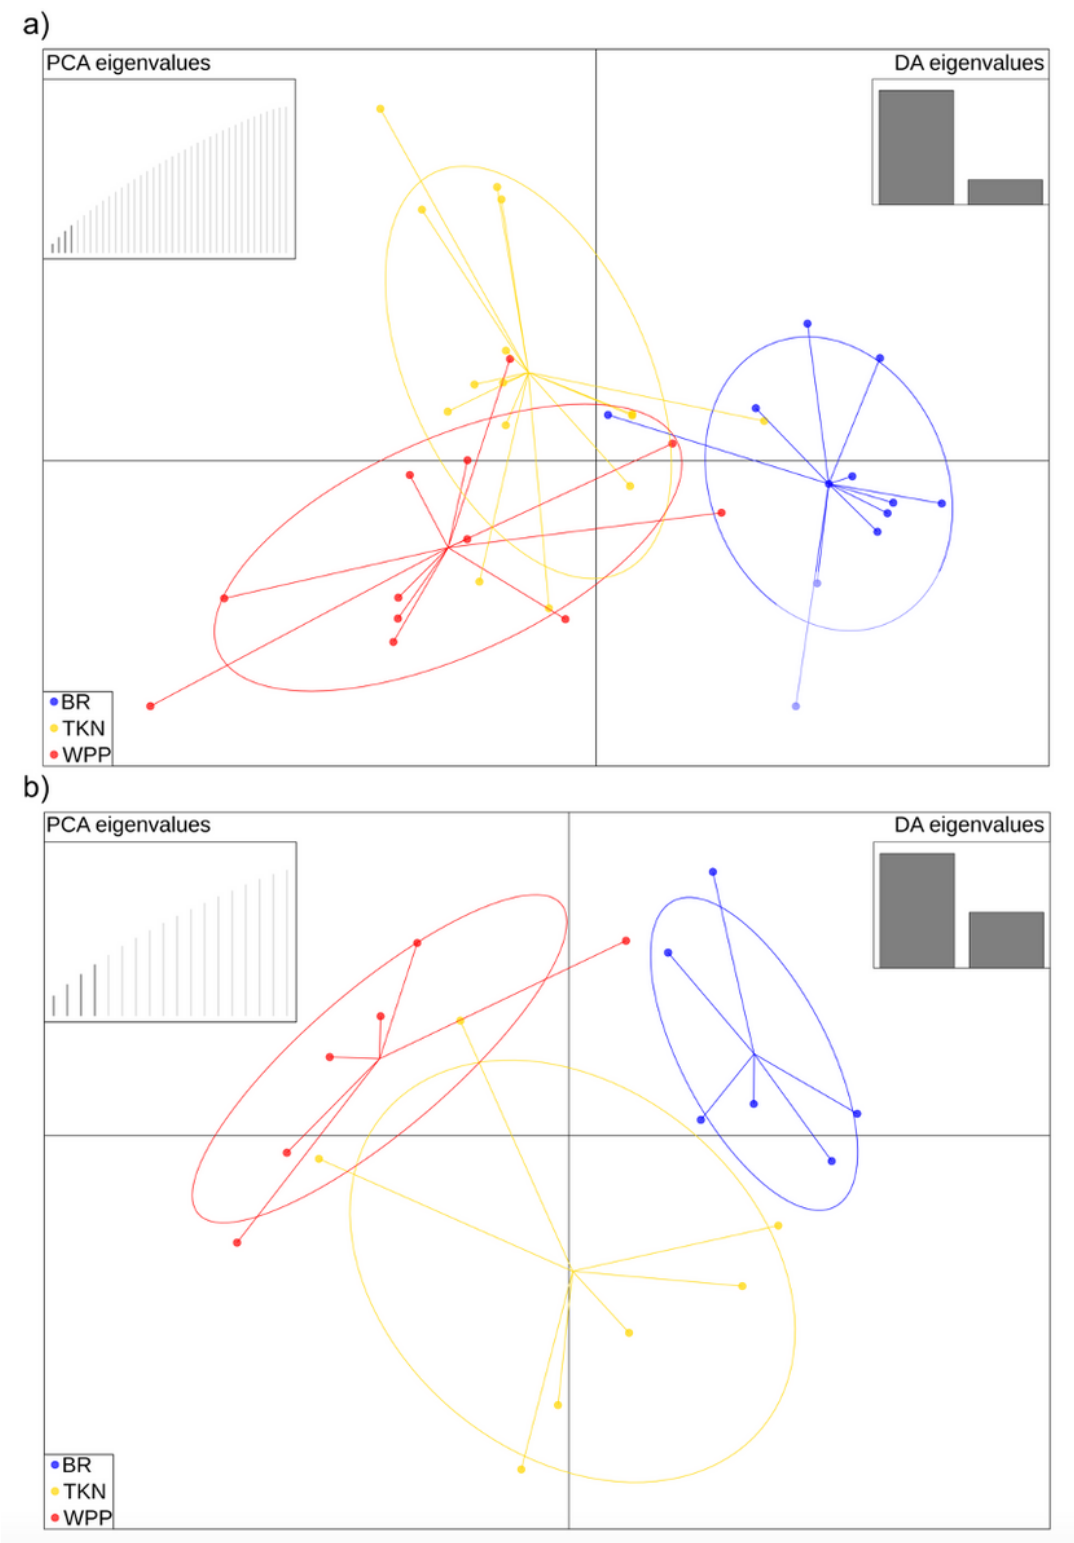 a)
PCA eigenvalues
DA eigenvalues
BR
TKN
WPP
b)
PCA eigenvalues
DA eigenvalues
BR
TKN
WPP